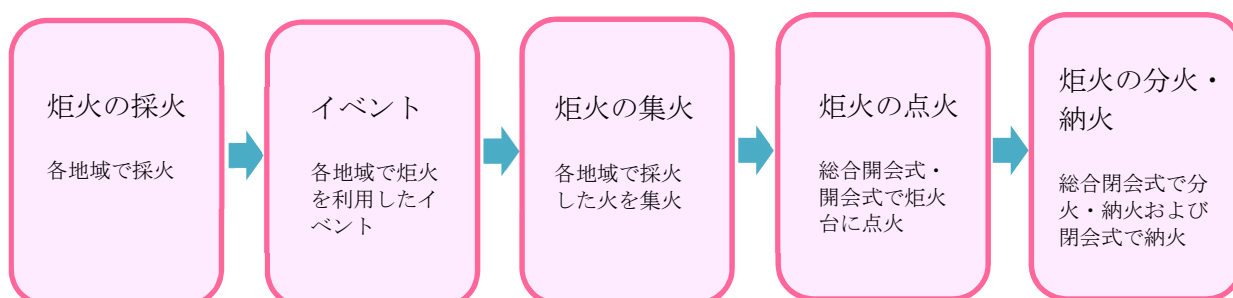 炬火の採火
各地域で採火
イベント
各地域で炬火
を利用したイ
ベント
炬火の集火
各地域で採火
した火を集火
炬火の点火
総合開会式・
開会式で炬火
台に点火
炬火の分火・
納火
総合閉会式で分
火・納火および
閉会式で納火